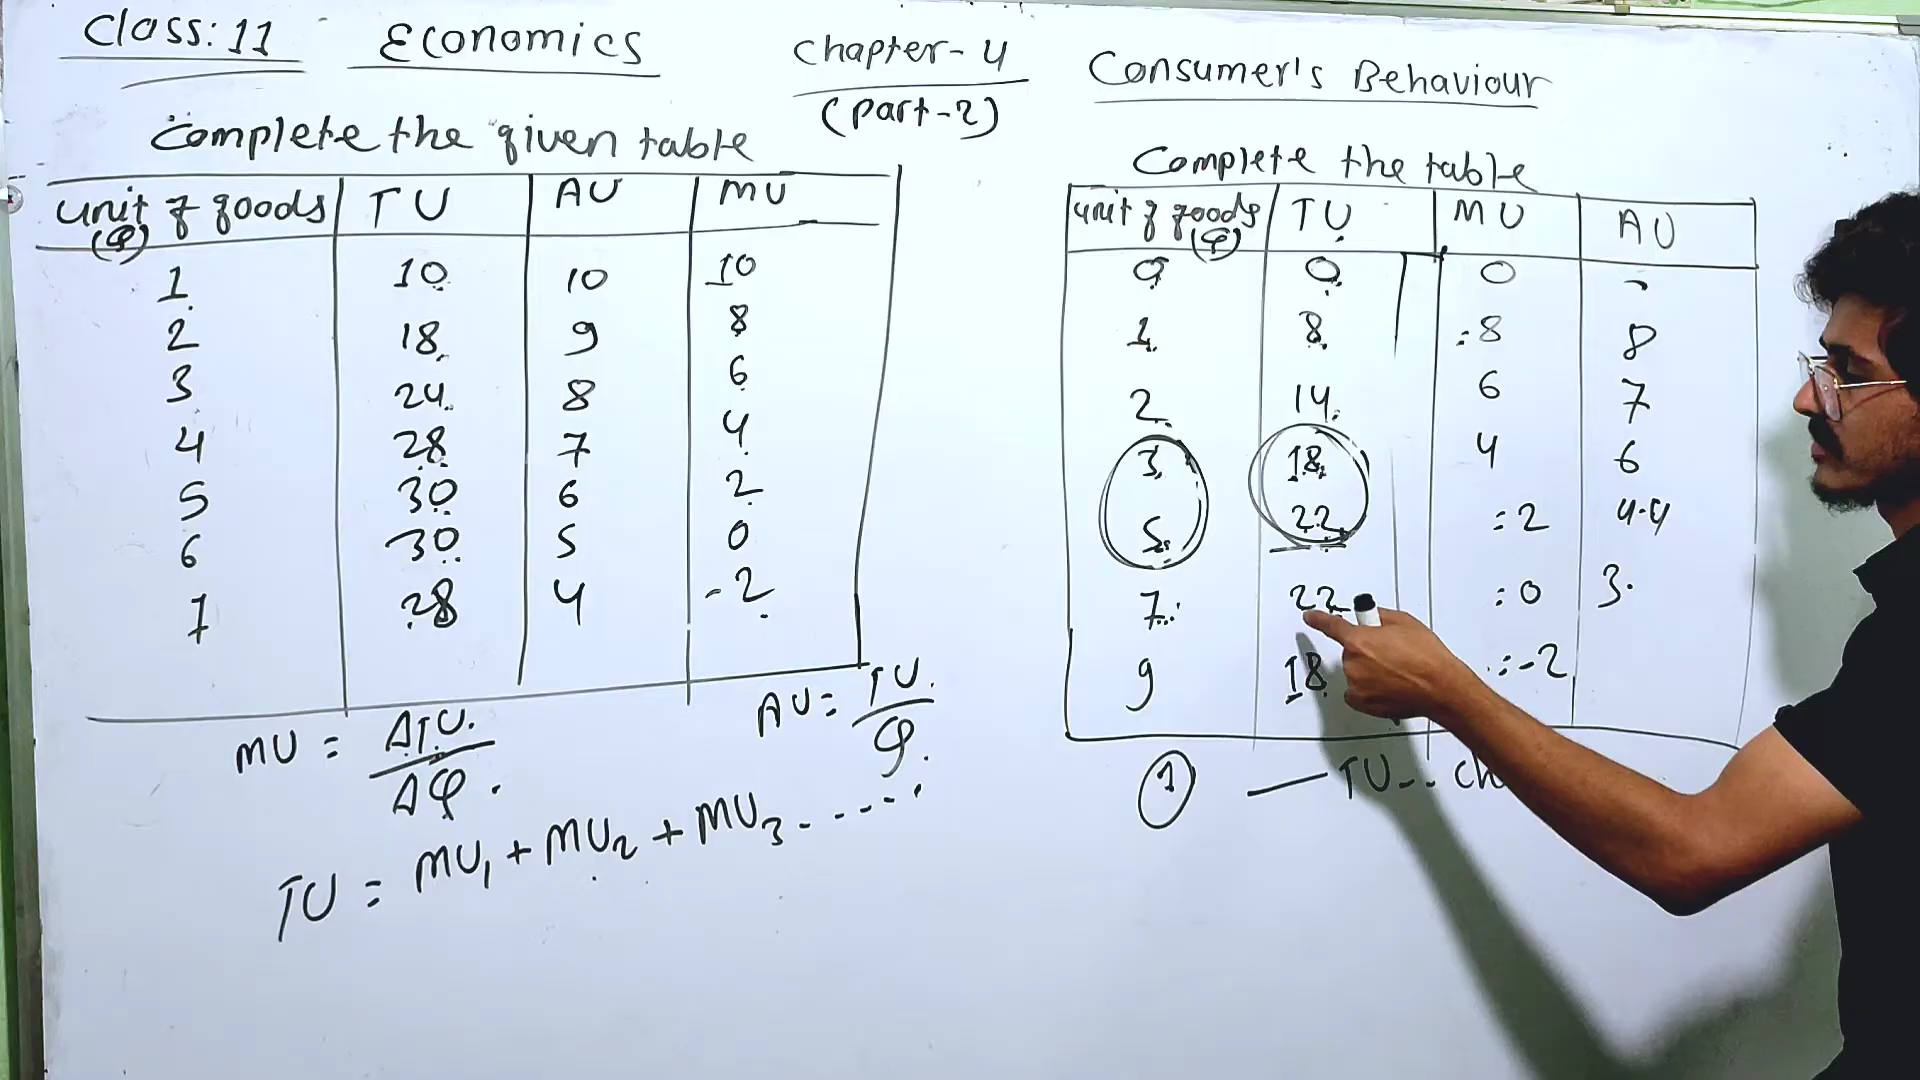 Class: 11 Economics Chapter-4 Consumer's Behaviour
(Part-2)
Complete the given table
unit of goods (Q) TU AU MU
1 10 10 10
2 18 9 8
3 24 8 6
4 28 7 4
5 30 6 2
6 30 5 0
7 28 4 -2
MU = ΔTU. / ΔQ.
AU = TU. / Q.
TU = MU1 + MU2 + MU3 - - - - -
Complete the table
unit of goods (Q) TU MU AU
0 0 0 -
1 8 = 8 8
2 14 6 7
3 18 4 6
5 22 = 2 4.4
7 22 = 0 3.
9 18 = -2
1 — TU - - Ch